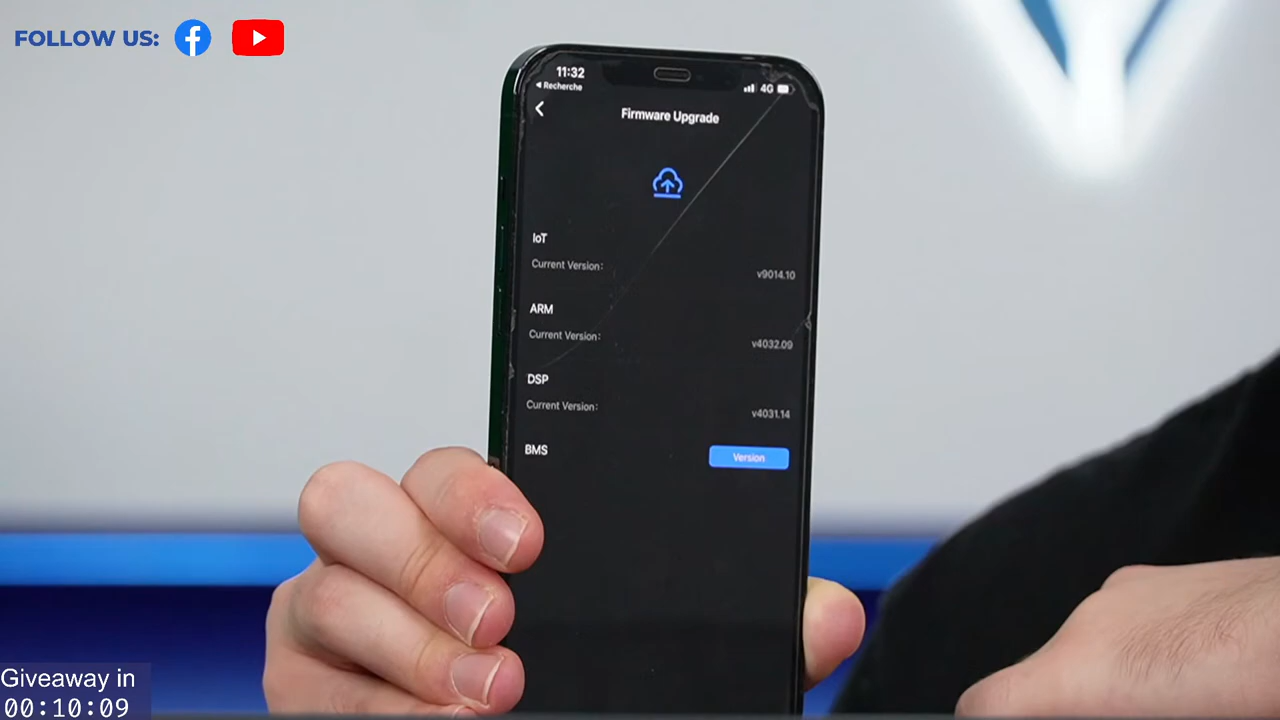 FOLLOW US:
11:32
Recherche
4G
Firmware Upgrade
IoT
Current Version:
v9014.10
ARM
Current Version:
v4032.09
DSP
Current Version:
v4031.14
BMS
Version
Giveaway in
00:10:09